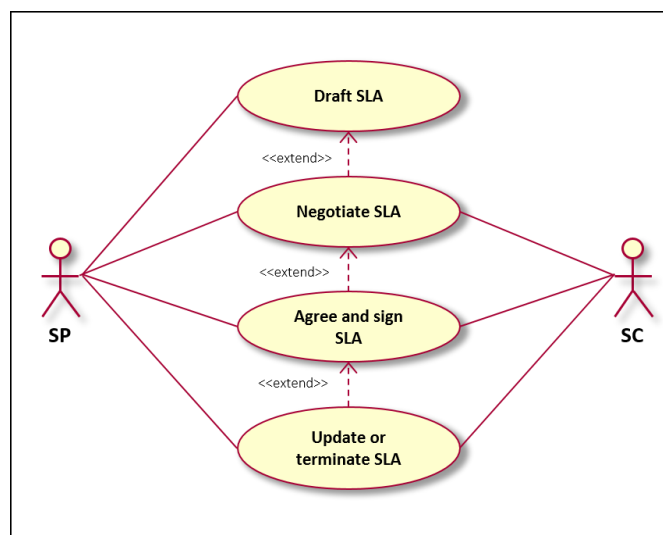 Draft SLA
<<extend>>
Negotiate SLA
<<extend>>
Agree and sign
SLA
SP
SC
<<extend>>
Update or
terminate SLA